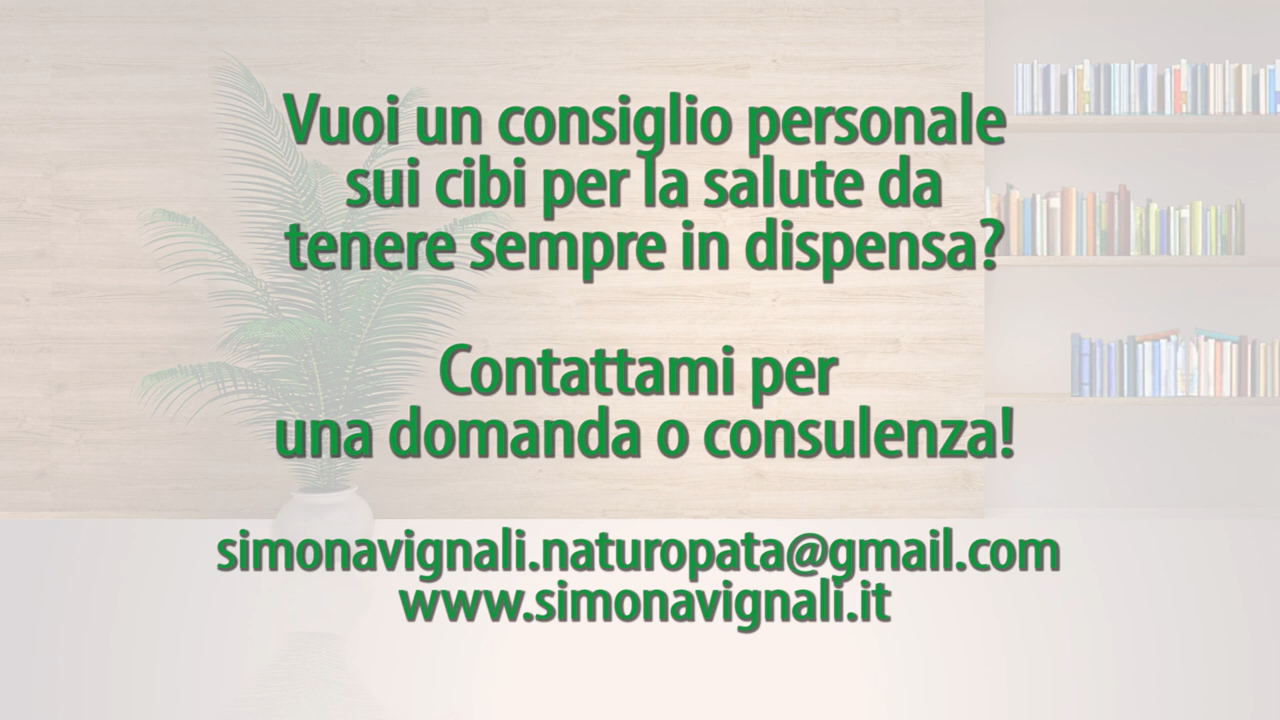 Vuoi un consiglio personale
sui cibi per la salute da
tenere sempre in dispensa?
Contattami per
una domanda o consulenza!
simonavignali.naturopata@gmail.com
www.simonavignali.it